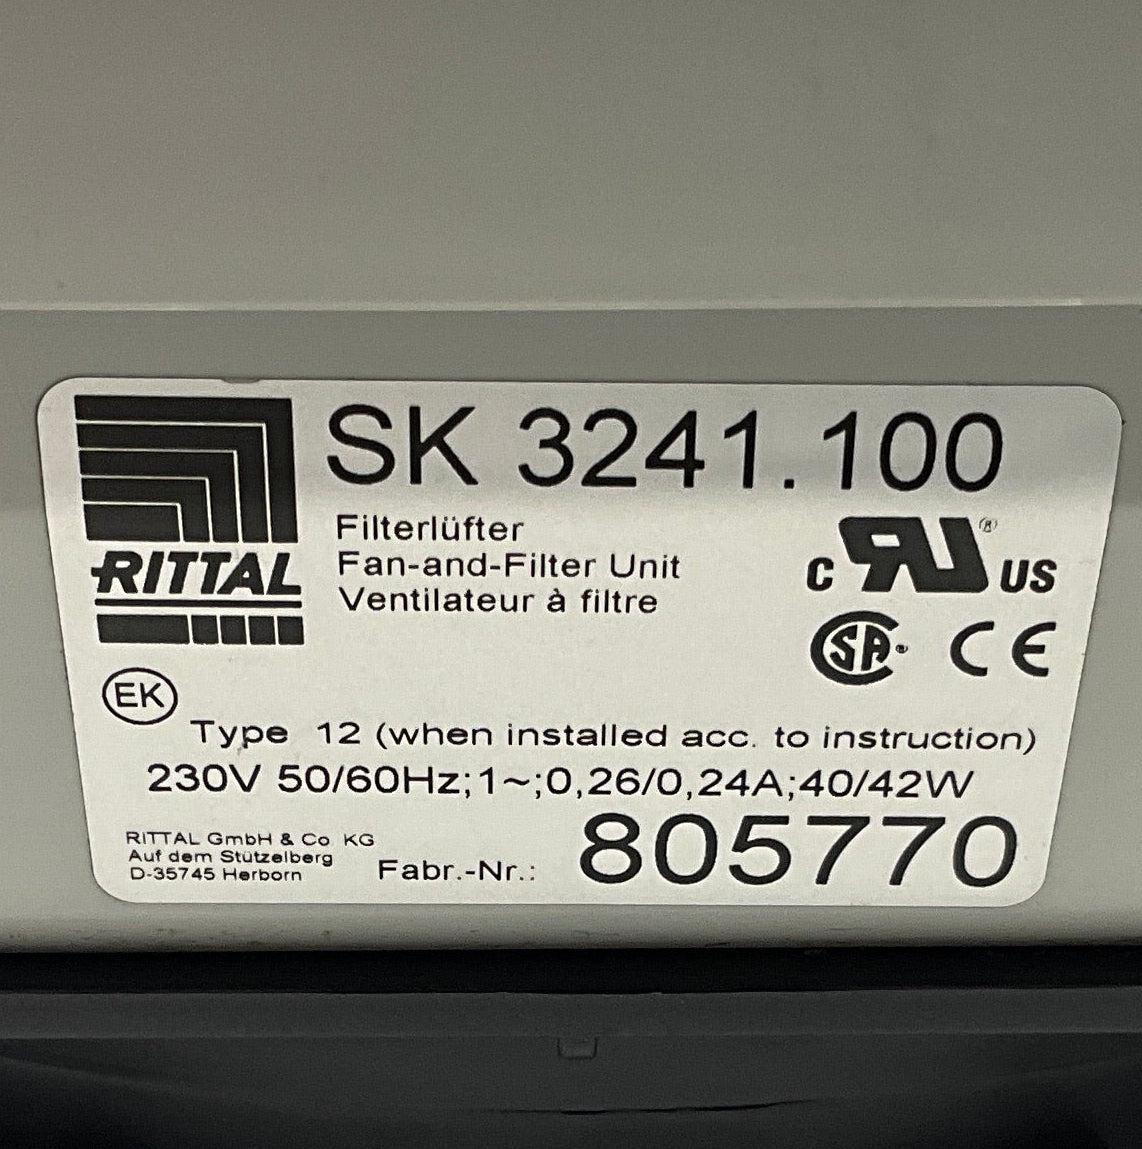 SK 3241.100
RITTAL
Filterlüfter
Fan-and-Filter Unit
Ventilateur à filtre
c RU ® US
SA ® CE
EK
Type 12 (when installed acc. to instruction)
230V 50/60Hz;1~;0,26/0,24A;40/42W
RITTAL GmbH & Co KG
Auf dem Stützelberg
D-35745 Herborn
Fabr.-Nr.: 805770